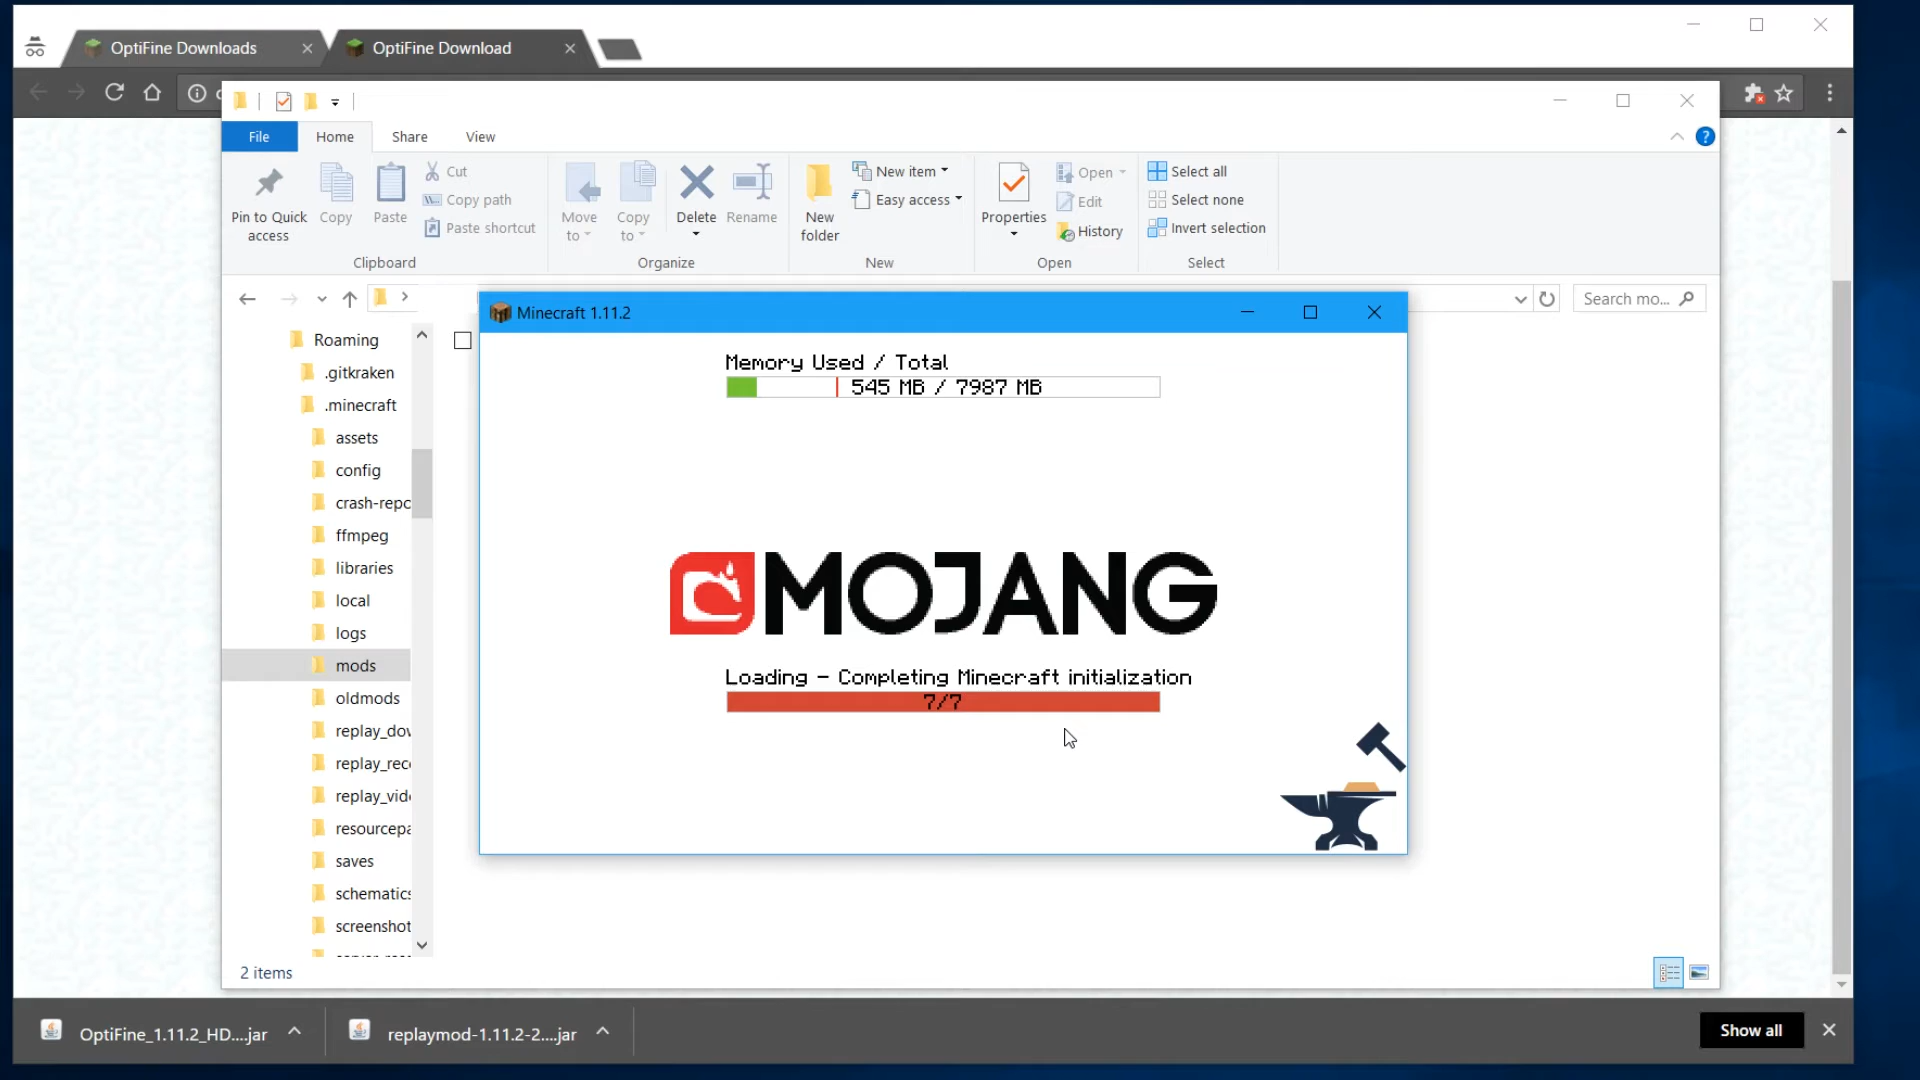 OptiFine Downloads
OptiFine Download
File
Home
Share
View
Pin to Quick access
Copy
Paste
Cut
Copy path
Paste shortcut
Clipboard
Move to
Copy to
Delete
Rename
Organize
New folder
New item
Easy access
New
Properties
Open
Edit
History
Open
Select all
Select none
Invert selection
Select
Search mo...
Roaming
.gitkraken
.minecraft
assets
config
crash-repo
ffmpeg
libraries
local
logs
mods
oldmods
replay_dow
replay_rec
replay_vide
resourcepa
saves
schematics
screenshot
Minecraft 1.11.2
Memory Used / Total
545 MB / 7987 MB
MOJANG
Loading - Completing Minecraft initialization
7/7
2 items
OptiFine_1.11.2_HD....jar
replaymod-1.11.2-2....jar
Show all